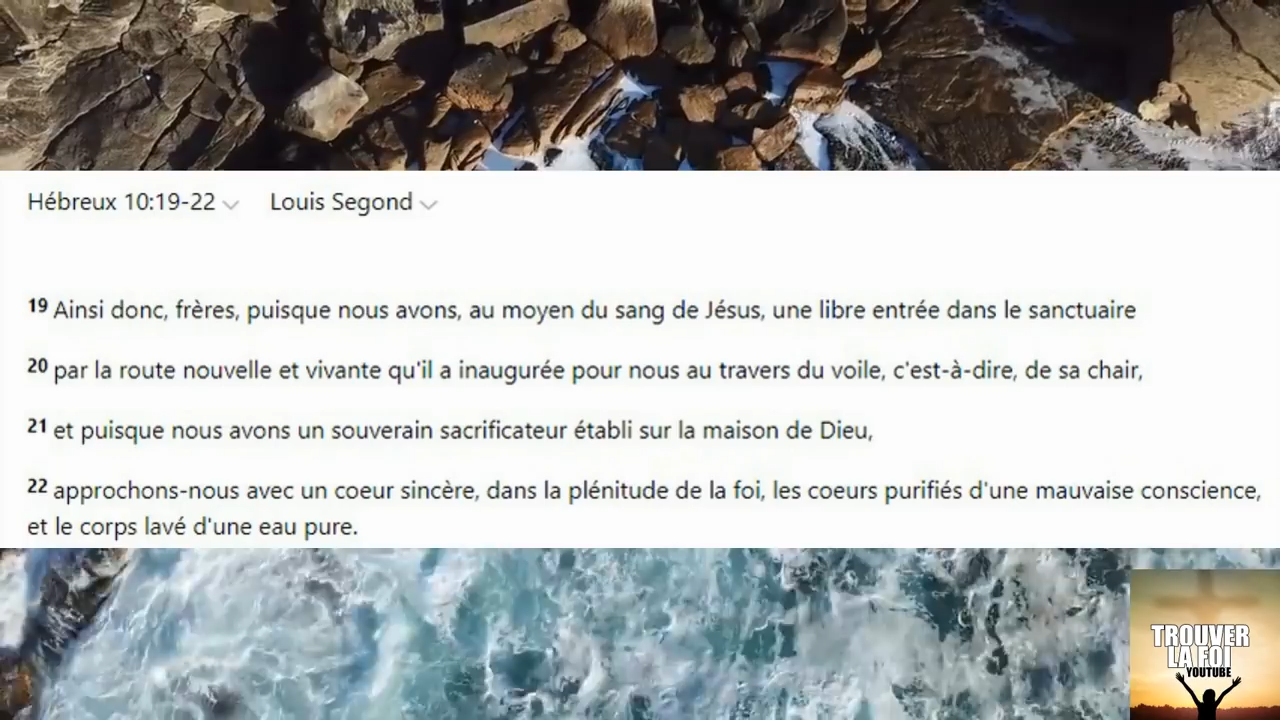 Hébreux 10:19-22 Louis Segond
19 Ainsi donc, frères, puisque nous avons, au moyen du sang de Jésus, une libre entrée dans le sanctuaire
20 par la route nouvelle et vivante qu'il a inaugurée pour nous au travers du voile, c'est-à-dire, de sa chair,
21 et puisque nous avons un souverain sacrificateur établi sur la maison de Dieu,
22 approchons-nous avec un coeur sincère, dans la plénitude de la foi, les coeurs purifiés d'une mauvaise conscience,
et le corps lavé d'une eau pure.
TROUVER
LA FOI
YOUTUBE